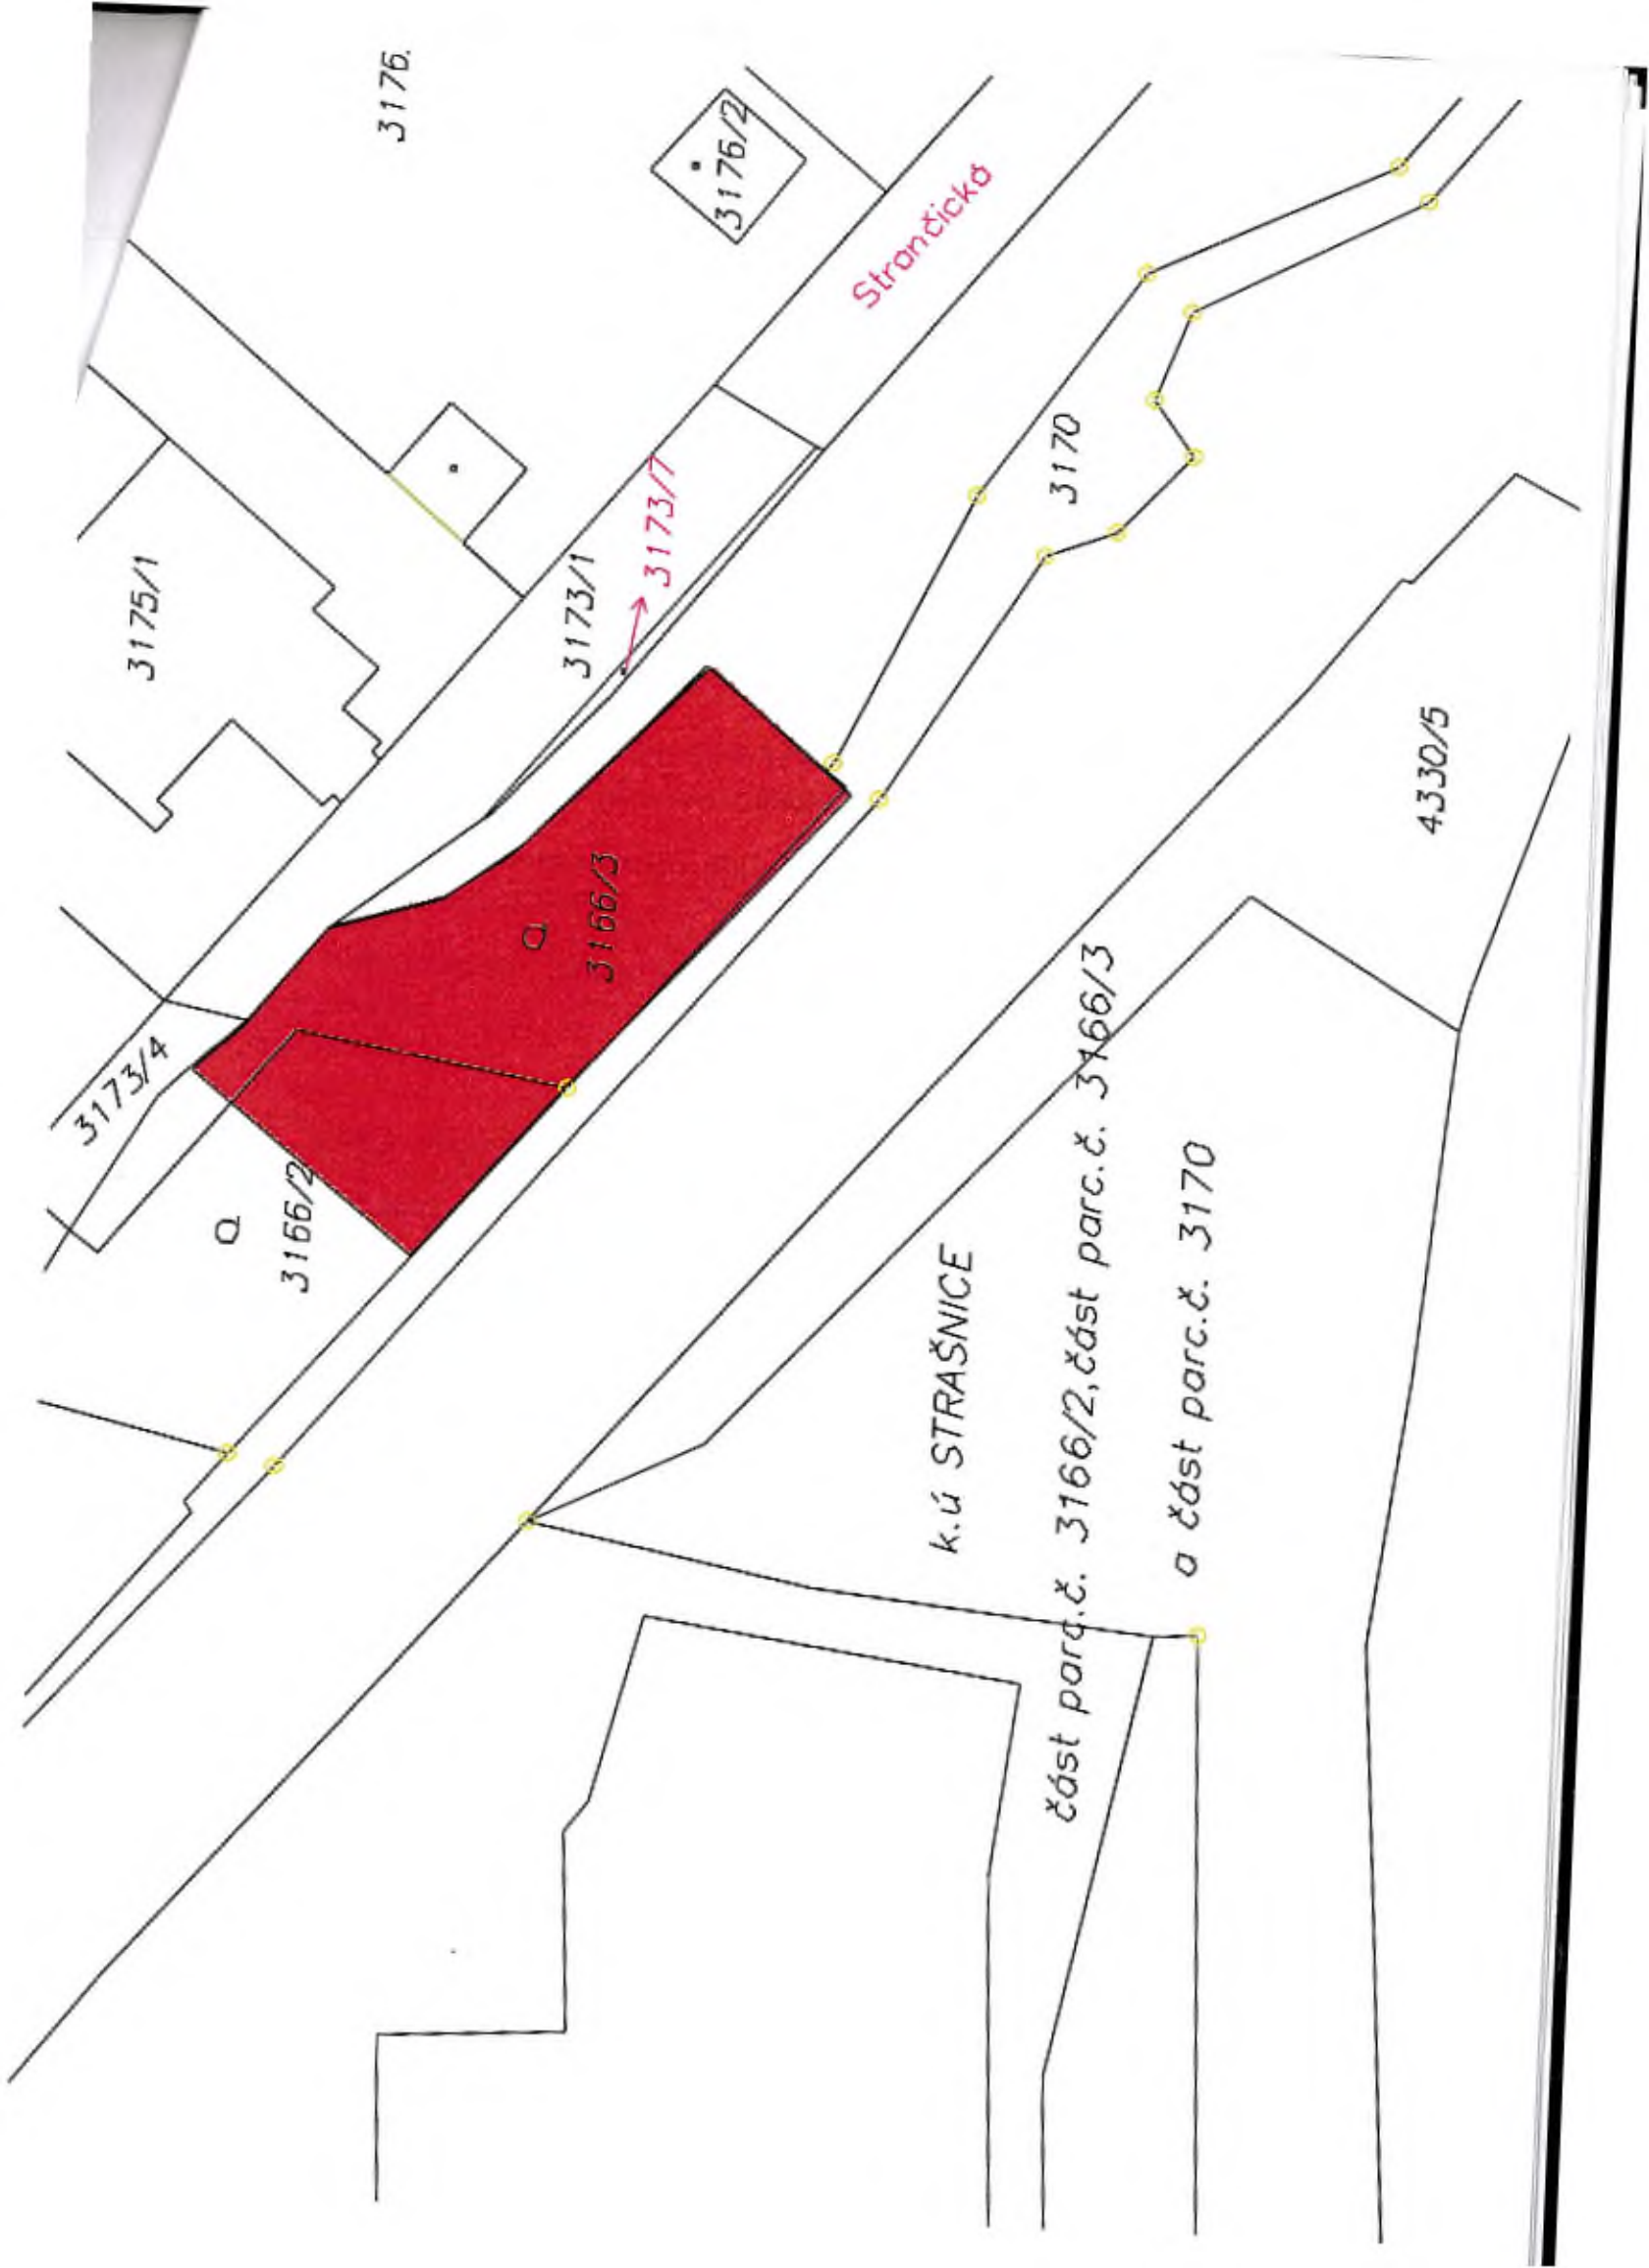 3176.
3176/2
Strančická
3175/1
3173/1
3173/7
3170
4330/5
3166/3
3173/4
3166/2
k.ú STRAŠNICE
část parc.č. 3166/2,část parc.č. 3166/3
a část parc.č. 3170